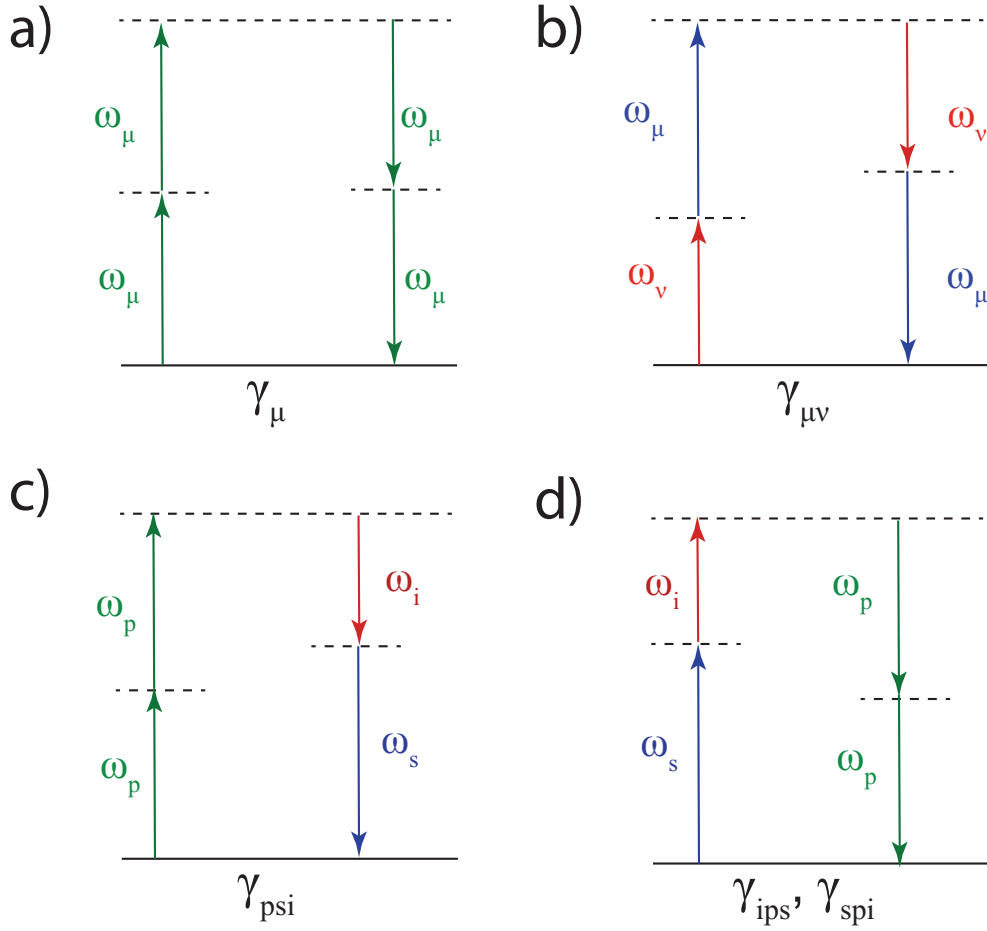 a)
ω_μ
ω_μ
ω_μ
ω_μ
γ_μ
b)
ω_μ
ω_ν
ω_ν
ω_μ
γ_μν
c)
ω_p
ω_i
ω_p
ω_s
γ_psi
d)
ω_i
ω_p
ω_s
ω_p
γ_ips, γ_spi